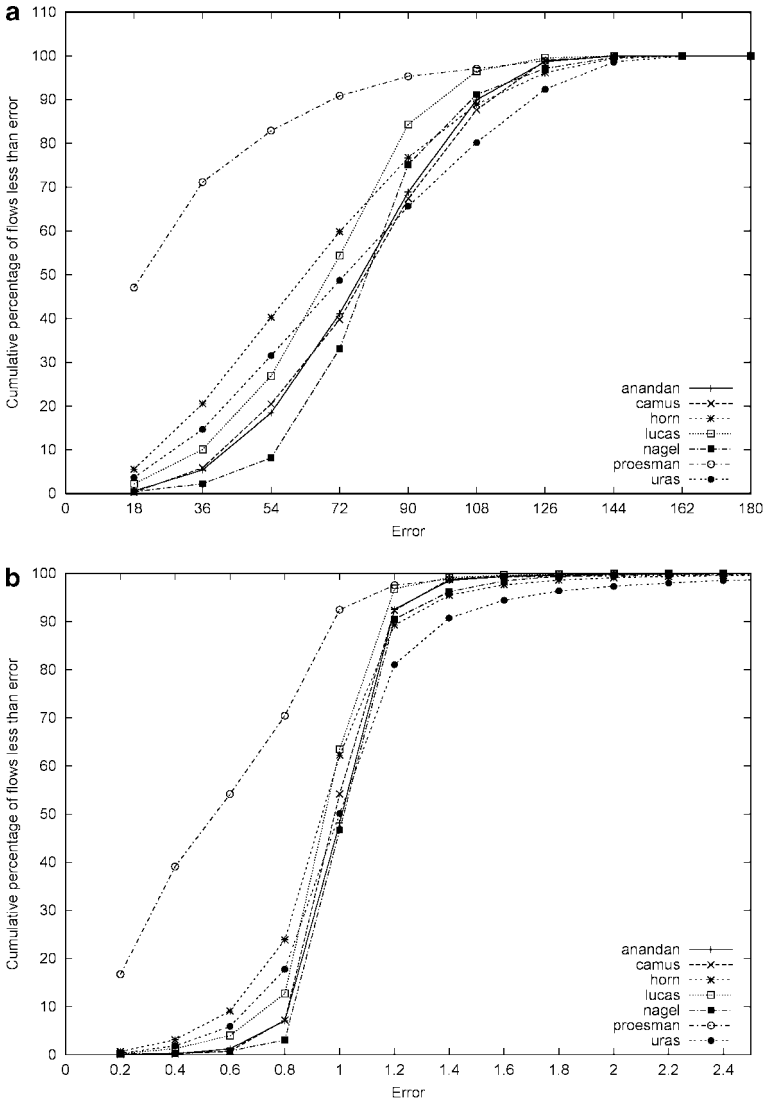 a
110
100
90
80
70
60
50
40
30
20
10
0
Cumulative percentage of flows less than error
anandan
camus
horn
lucas
nagel
proesman
uras
0 18 36 54 72 90 108 126 144 162 180
Error
b
100
90
80
70
60
50
40
30
20
10
0
Cumulative percentage of flows less than error
anandan
camus
horn
lucas
nagel
proesman
uras
0 0.2 0.4 0.6 0.8 1 1.2 1.4 1.6 1.8 2 2.2 2.4
Error